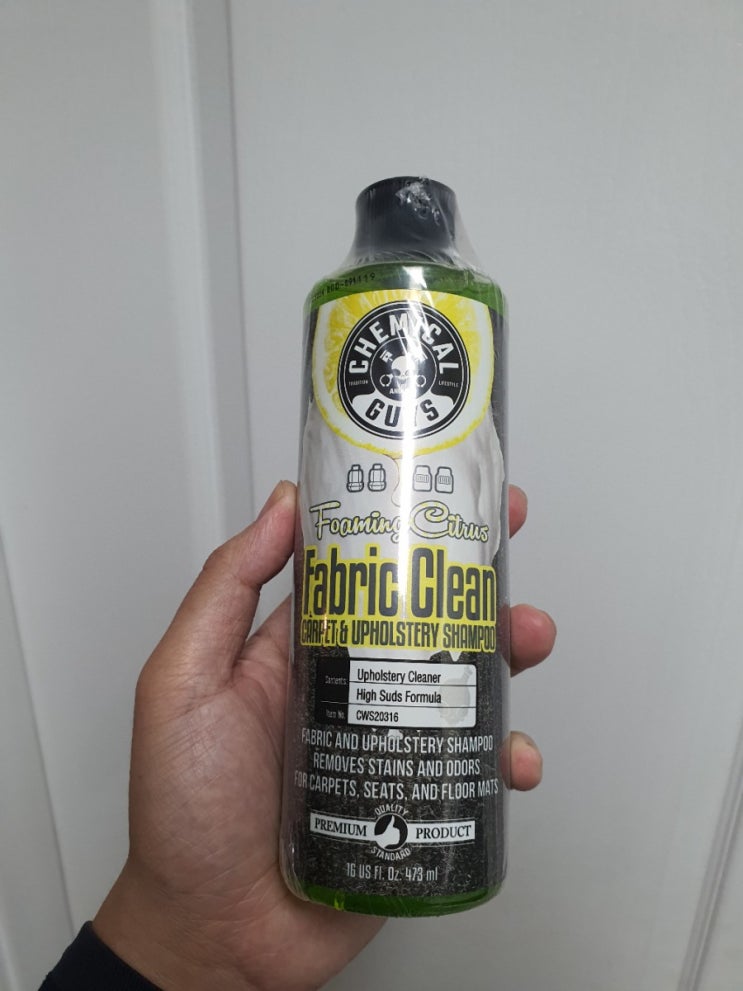 CHEMICAL
TRADITION
LIFESTYLE
GUYS
Foaming Citrus
Fabric Clean
CARPET & UPHOLSTERY SHAMPOO
Contents: Upholstery Cleaner
High Suds Formula
Item No. CWS20316
FABRIC AND UPHOLSTERY SHAMPOO
REMOVES STAINS AND ODORS
FOR CARPETS, SEATS, AND FLOOR MATS
QUALITY
PREMIUM PRODUCT
STANDARD
16 US Fl. Oz. 473 ml